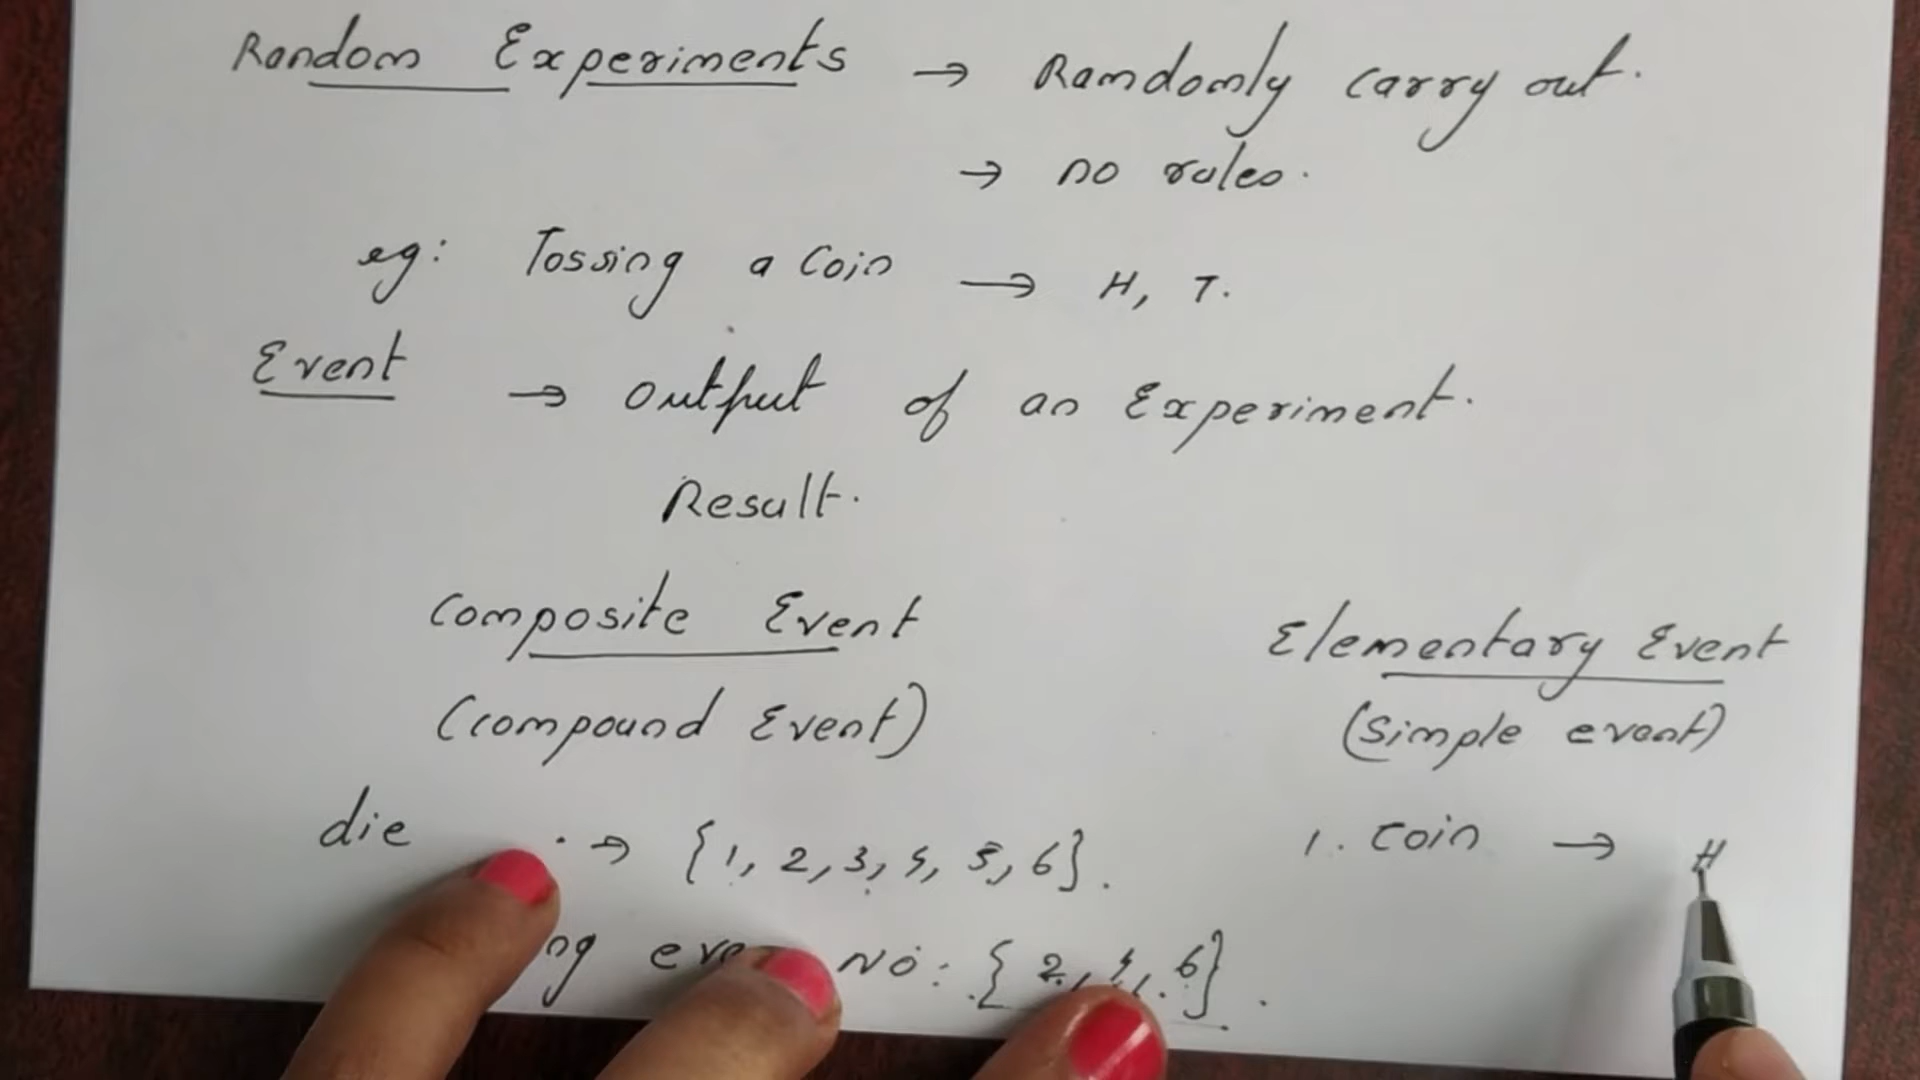 Random Experiments → Randomly carry out.
→ no rules.
eg: Tossing a Coin → H, T.
Event → output of an Experiment.
Result.
Composite Event
(Compound Event)
Elementary Event
(Simple event)
die → {1, 2, 3, 4, 5, 6}.
1. Coin → H
No: {2, 4, 6}.